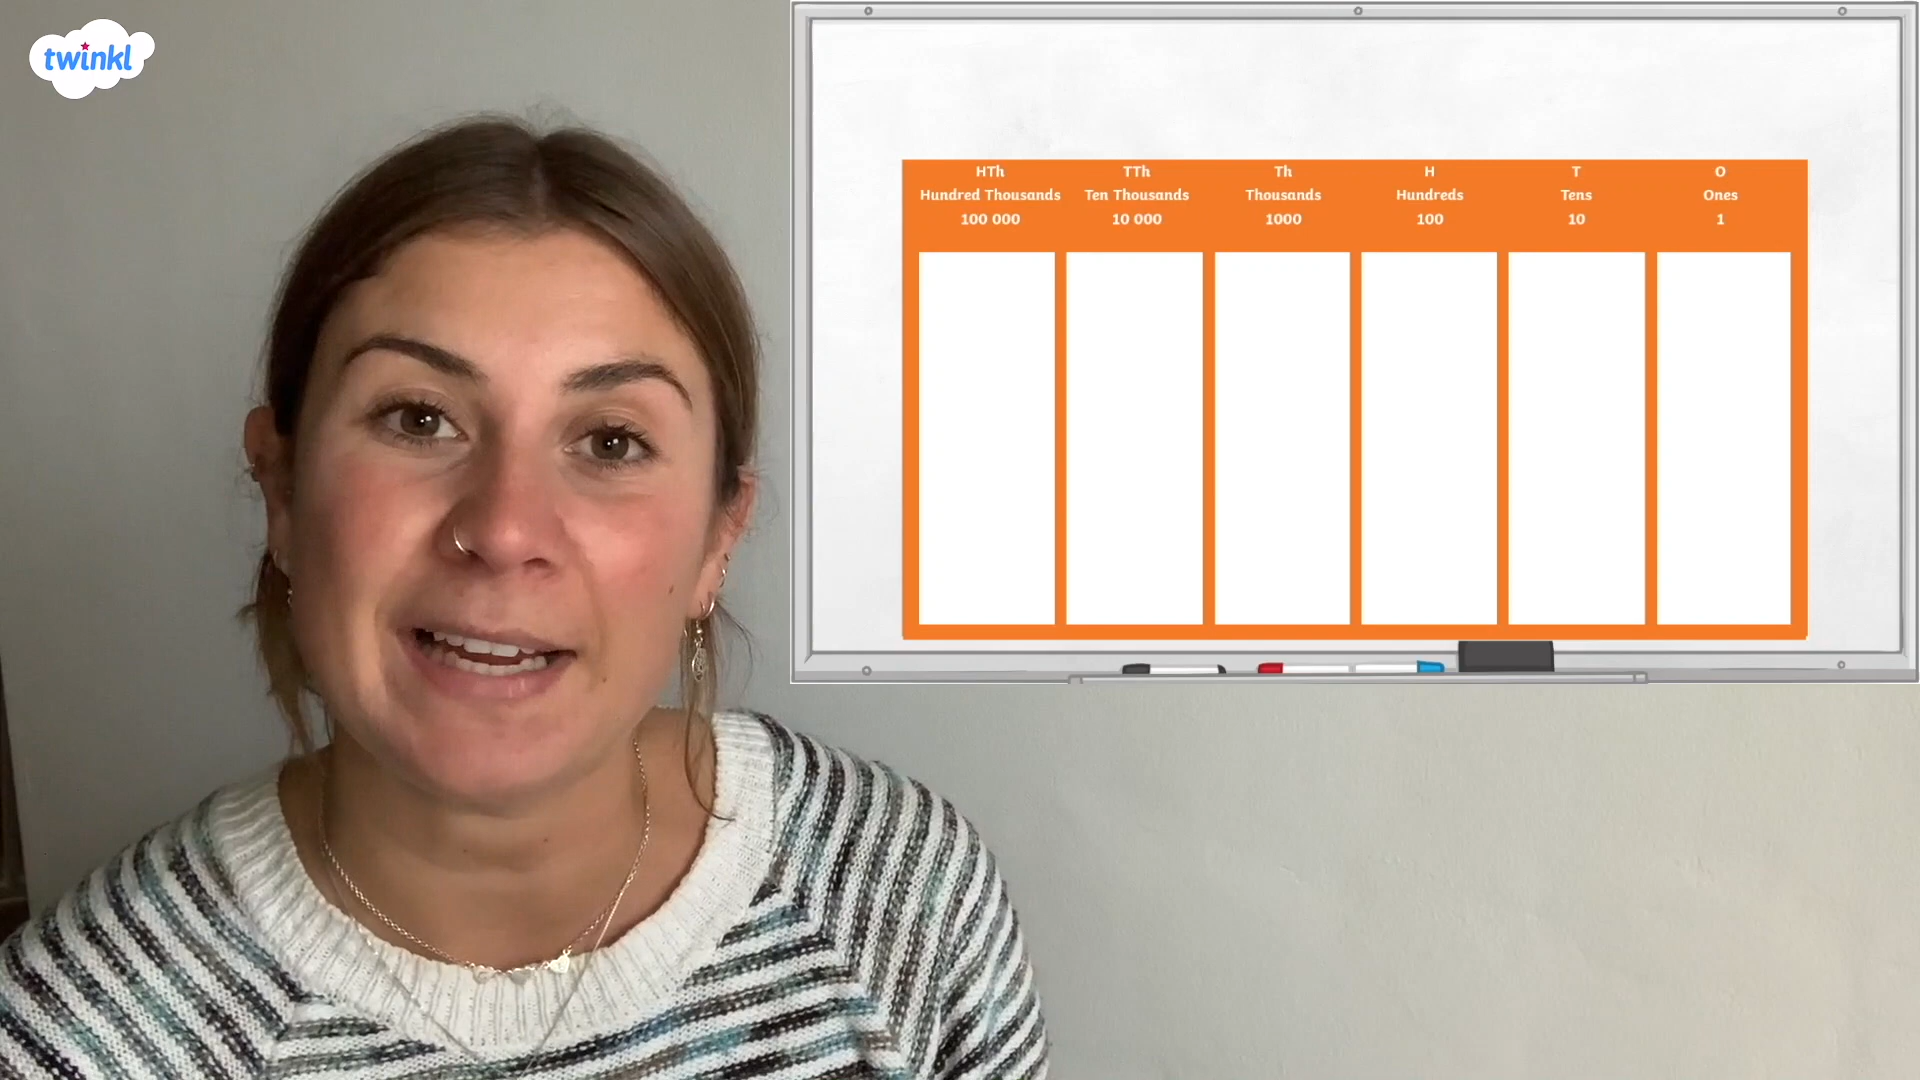 twinkl
HTh TTh Th H T O
Hundred Thousands Ten Thousands Thousands Hundreds Tens Ones
100 000 10 000 1000 100 10 1